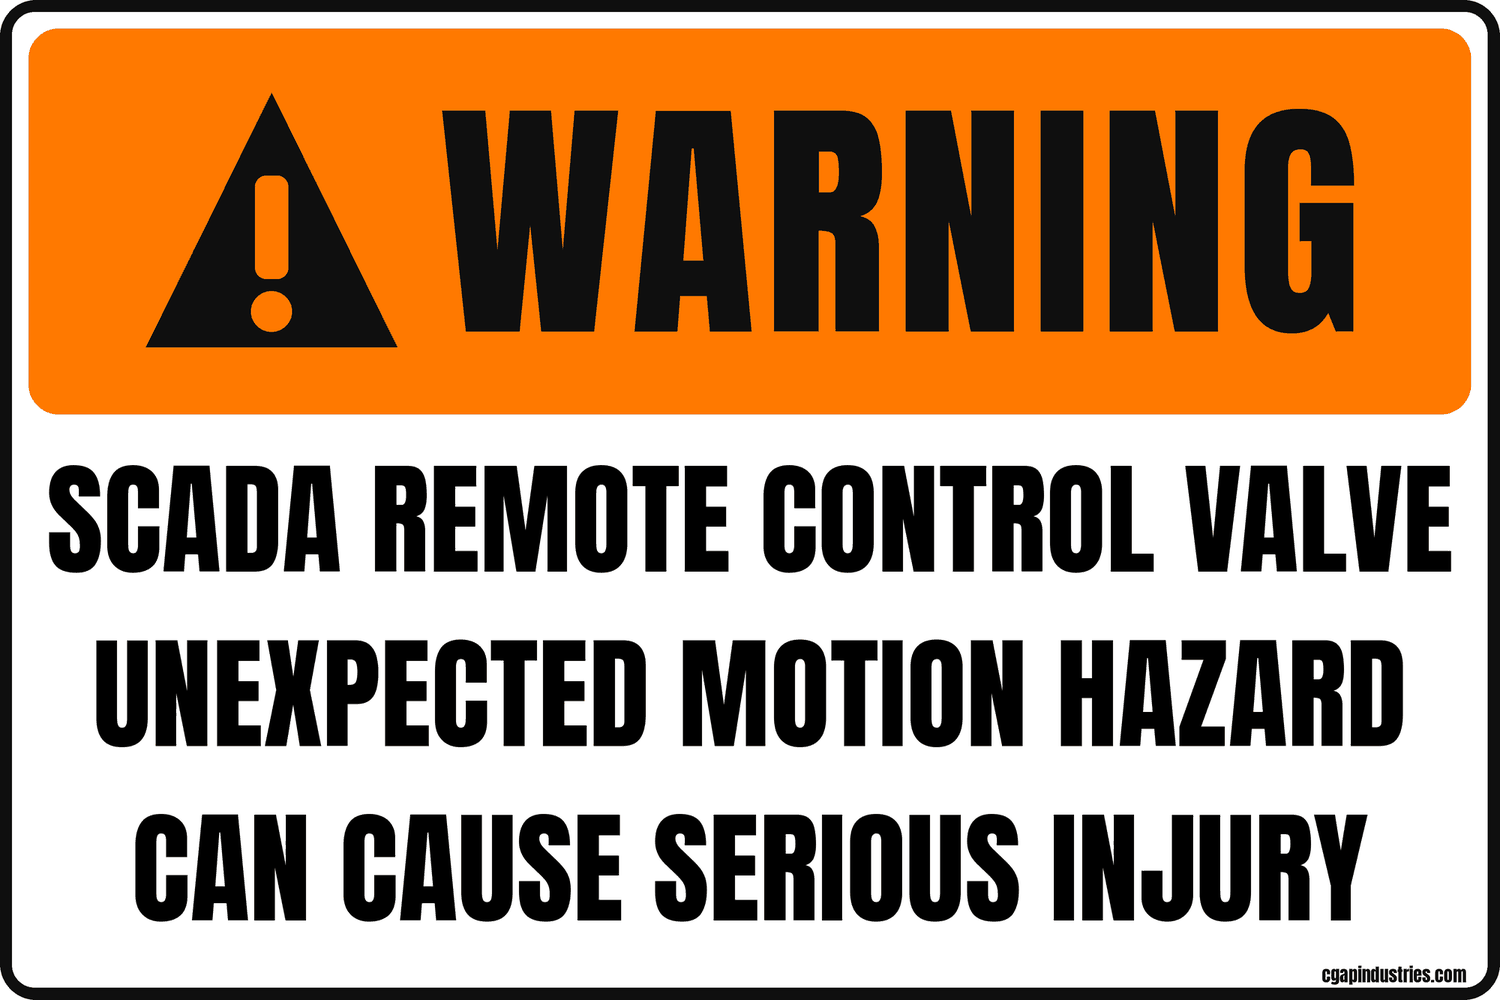 WARNING
SCADA REMOTE CONTROL VALVE
UNEXPECTED MOTION HAZARD
CAN CAUSE SERIOUS INJURY
cgapindustries.com